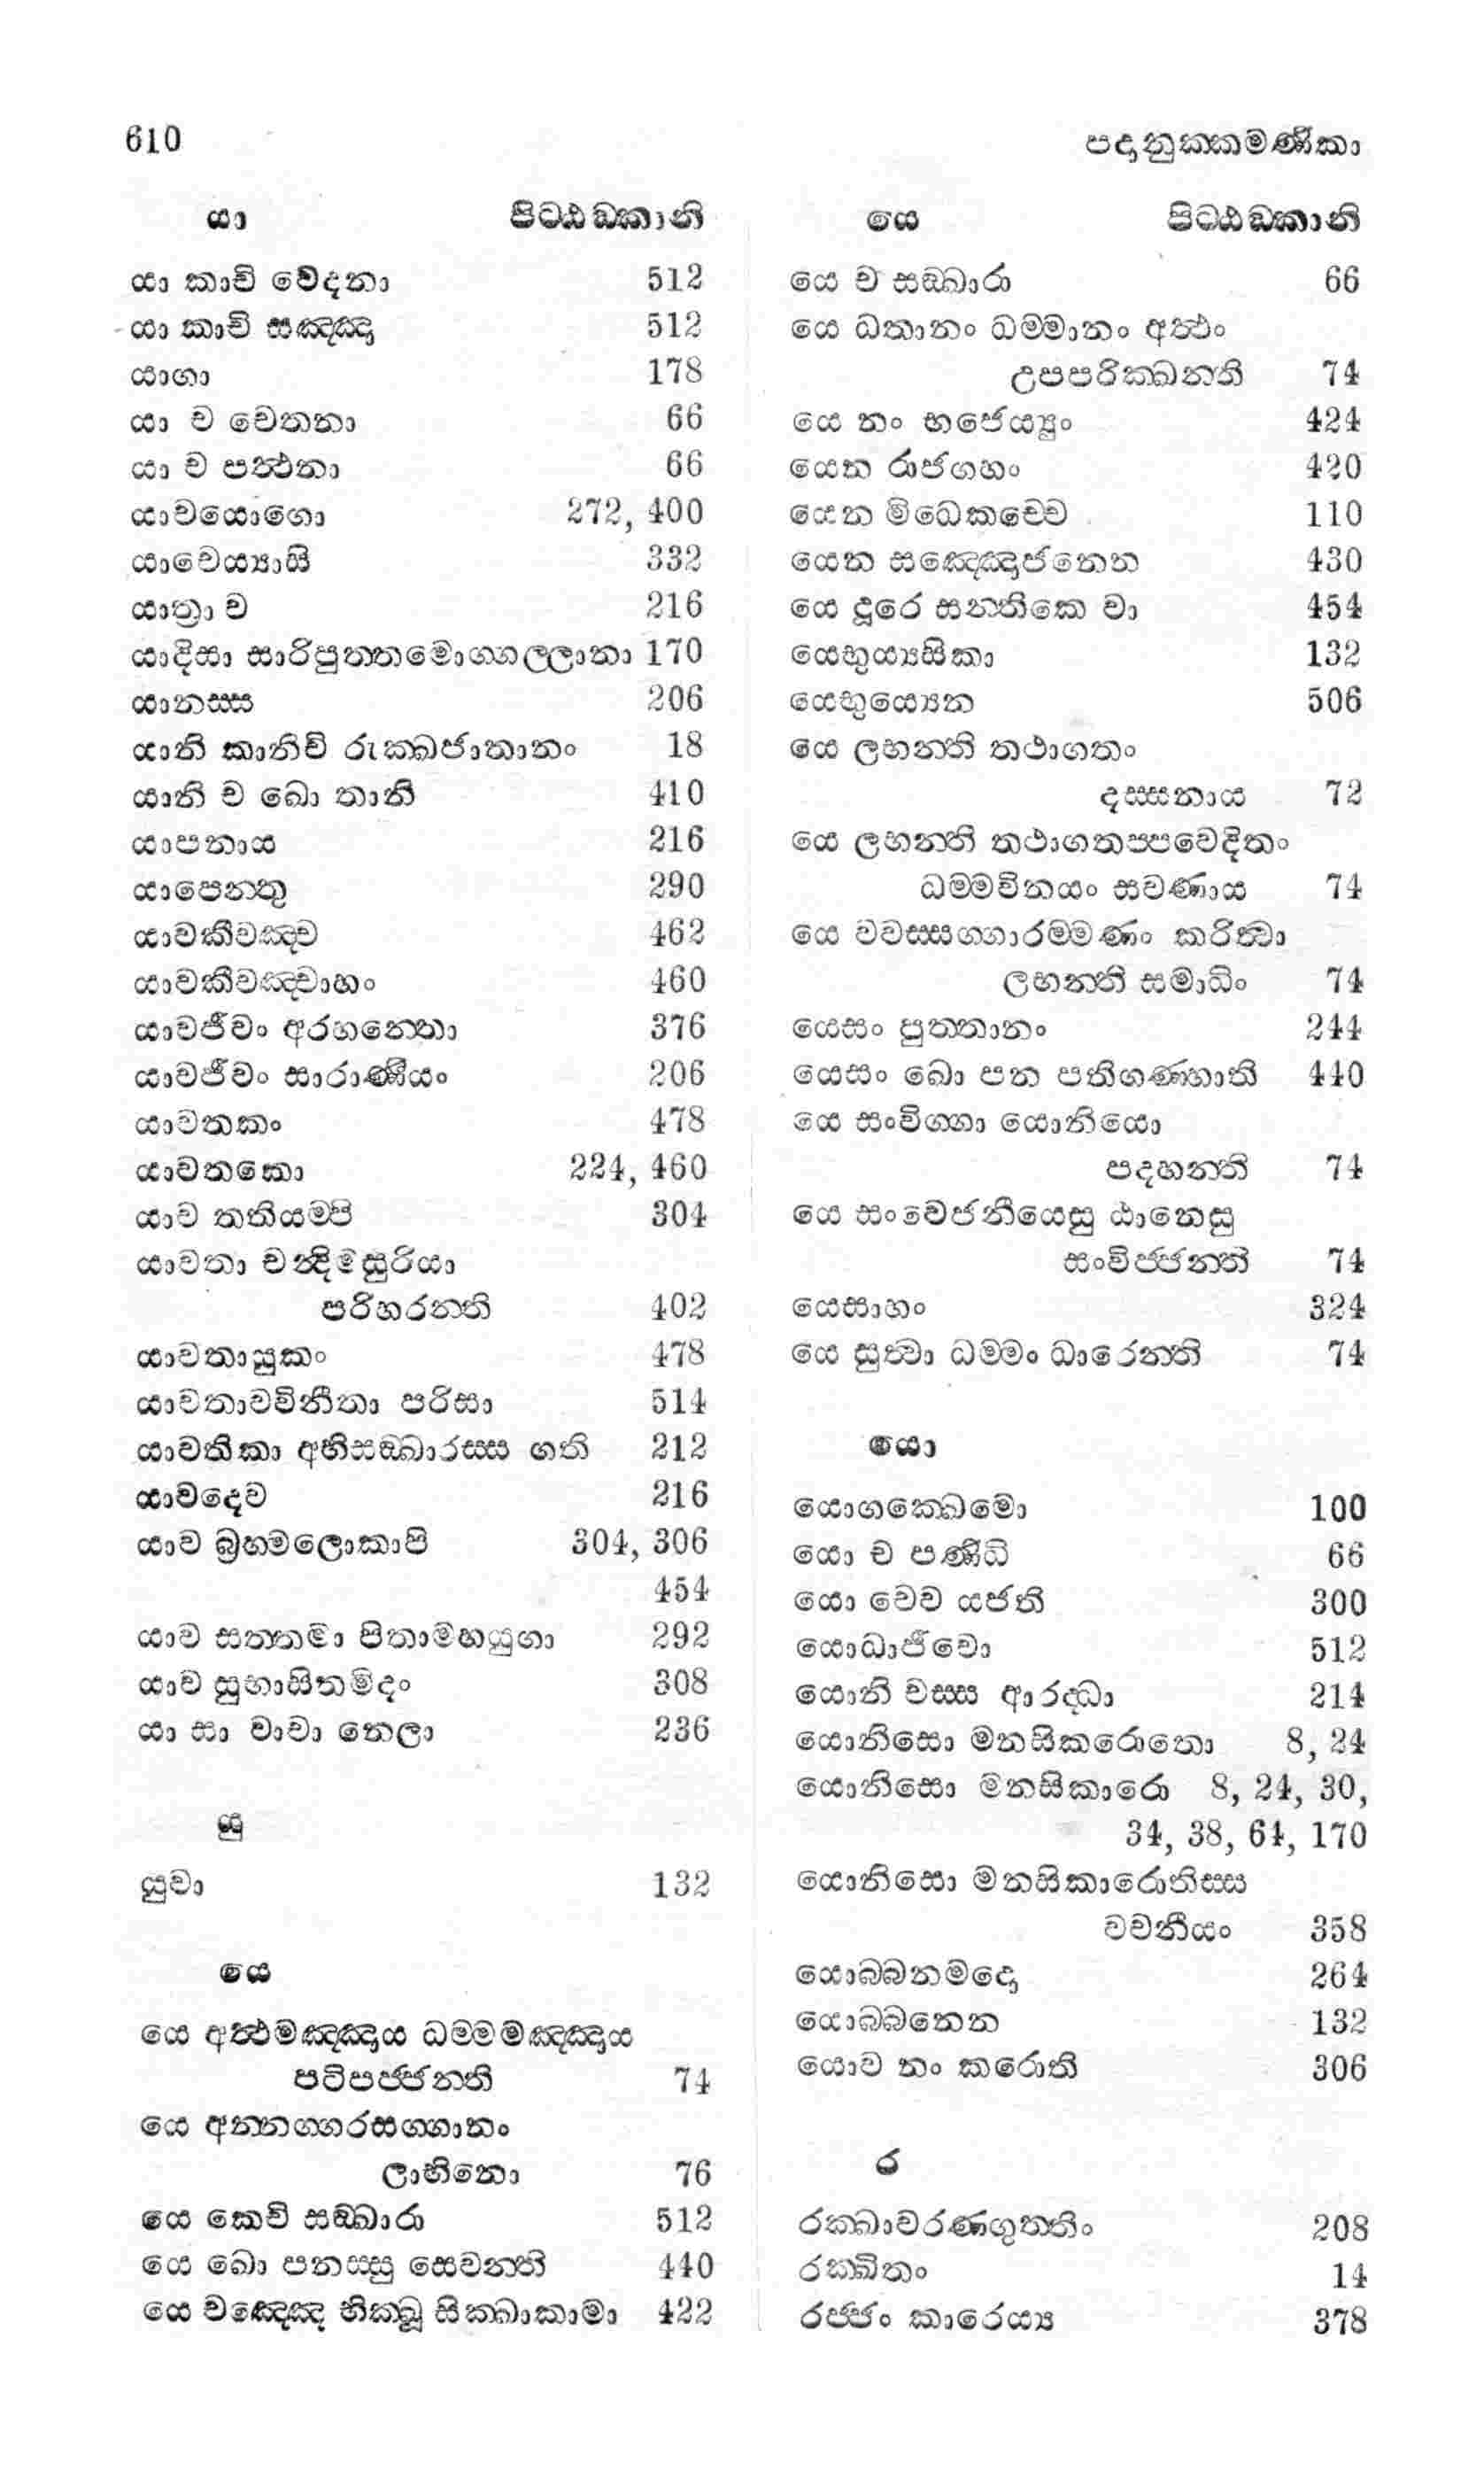 610
පදානුක්කමණිකා
යා පිට්ඨඞ්කානි
යා කාචි වේදනා 512
යා කාචි සඤ්ඤා 512
යාගා 178
යා ච චෙතනා 66
යා ච පත්ථනා 66
යාචයොගො 272, 400
යාචෙය්‍යාසි 332
යාත්‍රා ච 216
යාදිසා සාරිපුත්තමොග්ගල්ලානා 170
යානස්ස 206
යානි කානිචි රුක්ඛජාතානං 18
යානි ච ඛො තානි 410
යාපනාය 216
යාපෙන්තු 290
යාවකීවඤ්ච 462
යාවකීවඤ්චාහං 460
යාවජීවං අරහන්තො 376
යාවජීවං සාරාණීයං 206
යාවතකං 478
යාවතකො 224, 460
යාව තතියම්පි 304
යාවතා චන්දිමසුරියා
පරිහරන්ති 402
යාවතායුකං 478
යාවතාවවිනීතා පරිසා 514
යාවතිකා අභිසඞ්ඛාරස්ස ගති 212
යාවදෙව 216
යාව බ්‍රහ්මලොකාපි 304, 306
454
යාව සත්තමා පිතාමහයුගා 292
යාව සුභාසිතමිදං 308
යා සා වාචා නෙලා 236
යු
යුවා 132
යෙ
යෙ අත්ථමඤ්ඤාය ධම්මමඤ්ඤාය
පටිපජ්ජන්ති 74
යෙ අන්නග්ගරසග්ගානං
ලාභිනො 76
යෙ කෙචි සඞ්ඛාරා 512
යෙ ඛො පනස්සු සෙවන්ති 440
යෙ චඤ්ඤෙ භික්ඛූ සික්ඛාකාමා 422
යෙ පිට්ඨඞ්කානි
යෙ ච සඞ්ඛාරා 66
යෙ ධතානං ධම්මානං අත්ථං
උපපරික්ඛන්ති 74
යෙ නං භජෙය්‍යුං 424
යෙන රාජගහං 420
යෙන මිධෙකච්චෙ 110
යෙන සඤ්ඤොජනෙන 430
යෙ දූරෙ සන්තිකෙ වා 454
යෙභුය්‍යසිකා 132
යෙභුය්‍යෙන 506
යෙ ලභන්ති තථාගතං
දස්සනාය 72
යෙ ලභන්ති තථාගතප්පවෙදිතං
ධම්මවිනයං සවණාය 74
යෙ වවස්සග්ගාරම්මණං කරිත්‍වා
ලභන්ති සමාධිං 74
යෙසං පුත්තානං 244
යෙසං ඛො පන පතිගණ්හාති 440
යෙ සංවිග්ගා යොනියො
පදහන්ති 74
යෙ සංවෙජනීයෙසු ඨානෙසු
සංවිජ්ජන්ති 74
යෙසාහං 324
යෙ සුත්‍වා ධම්මං ධාරෙන්ති 74
යො
යොගක්ඛෙමො 100
යො ච පණිධි 66
යො චෙව යජති 300
යොධාජීවො 512
යොනි චස්ස ආරද්ධා 214
යොනිසො මනසිකරොතො 8, 24
යොනිසො මනසිකාරො 8, 24, 30,
34, 38, 64, 170
යොනිසො මනසිකාරොතිස්ස
වචනීයං 358
යොබ්බනමදො 264
යොබ්බනෙන 132
යොව නං කරොති 306
ර
රක්ඛාවරණගුත්තිං 208
රක්ඛිතං 14
රජ්ජං කාරෙය්‍ය 378